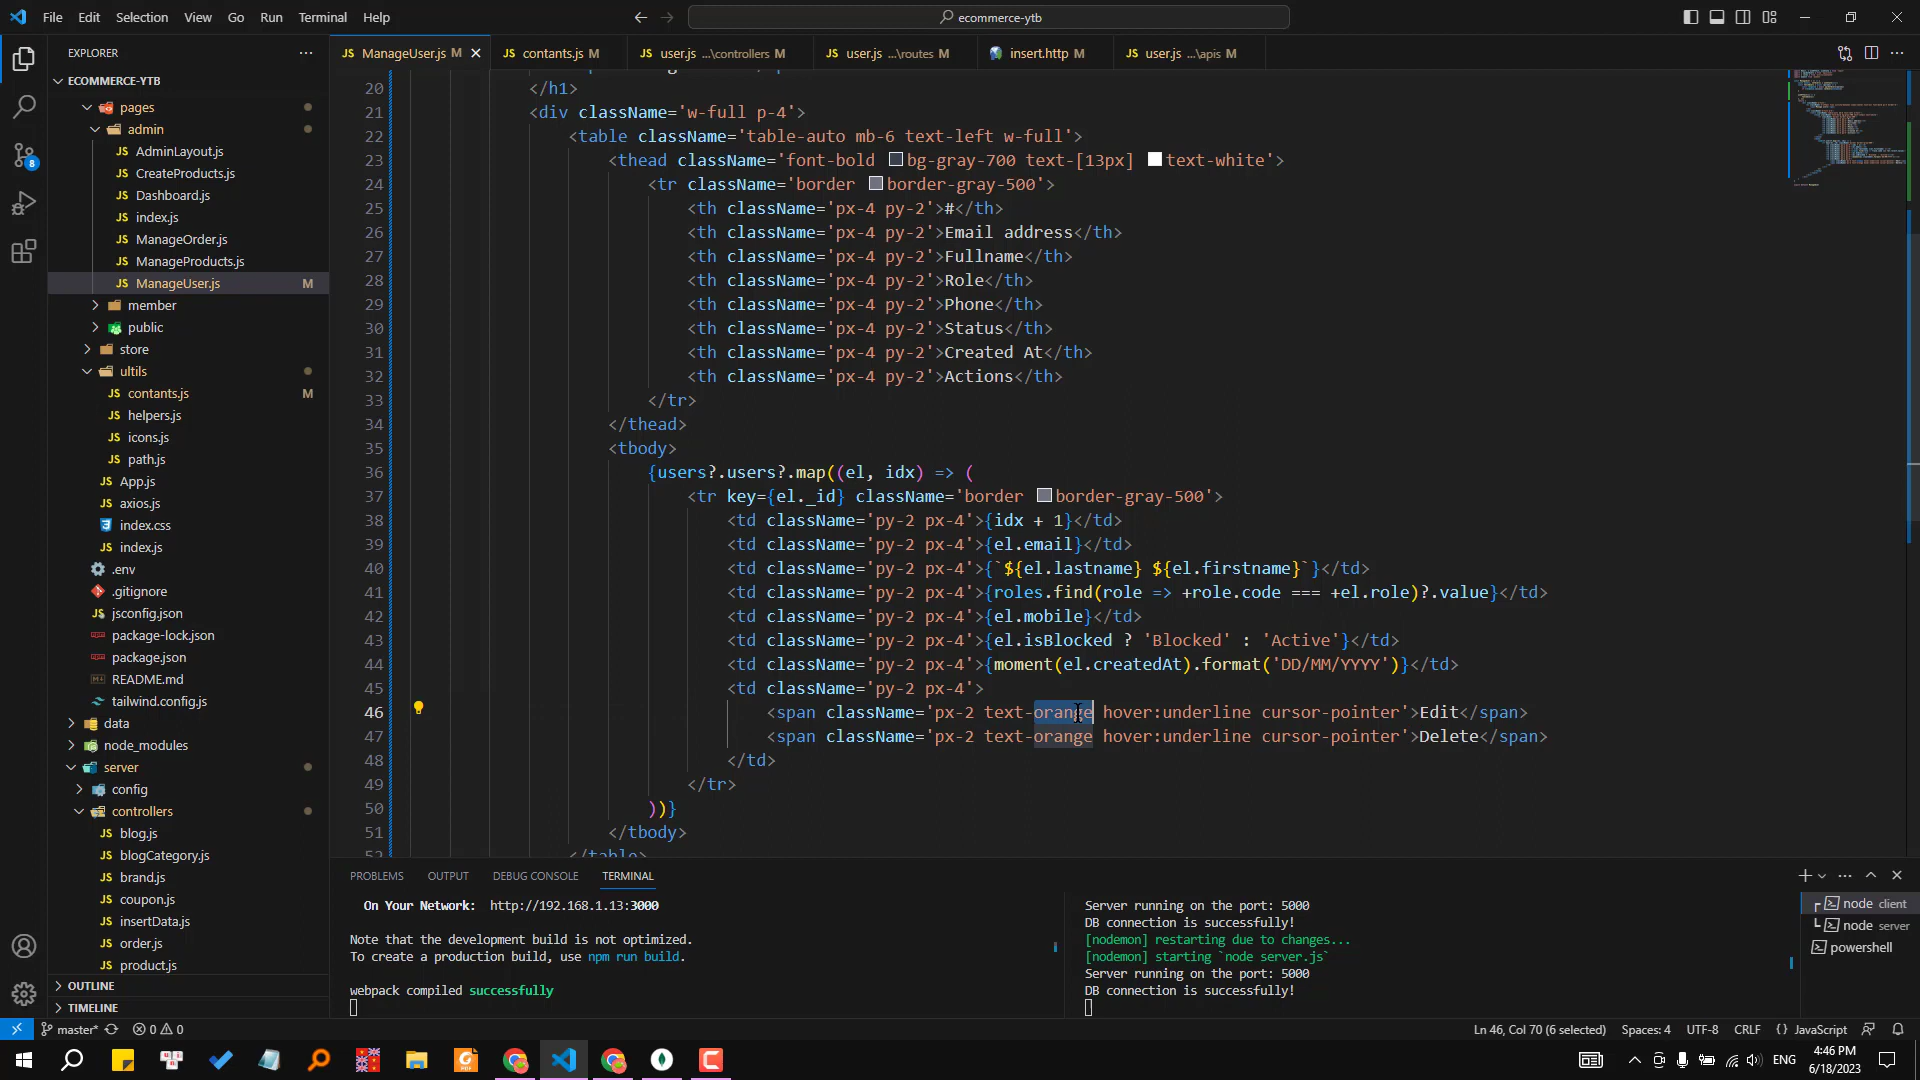 File Edit Selection View Go Run Terminal Help
ecommerce-ytb
EXPLORER
ECOMMERCE-YTB
pages
admin
AdminLayout.js
CreateProducts.js
Dashboard.js
index.js
ManageOrder.js
ManageProducts.js
ManageUser.js M
member
public
store
ultils
contants.js M
helpers.js
icons.js
path.js
App.js
axios.js
index.css
index.js
.env
.gitignore
jsconfig.json
package-lock.json
package.json
README.md
tailwind.config.js
data
node_modules
server
config
controllers
blog.js
blogCategory.js
brand.js
coupon.js
insertData.js
order.js
product.js
OUTLINE
TIMELINE
ManageUser.js M contants.js M user.js ...\controllers M user.js ...\routes M insert.http M user.js ...\apis M
20 </h1>
21 <div className='w-full p-4'>
22 <table className='table-auto mb-6 text-left w-full'>
23 <thead className='font-bold bg-gray-700 text-[13px] text-white'>
24 <tr className='border border-gray-500'>
25 <th className='px-4 py-2'>#</th>
26 <th className='px-4 py-2'>Email address</th>
27 <th className='px-4 py-2'>Fullname</th>
28 <th className='px-4 py-2'>Role</th>
29 <th className='px-4 py-2'>Phone</th>
30 <th className='px-4 py-2'>Status</th>
31 <th className='px-4 py-2'>Created At</th>
32 <th className='px-4 py-2'>Actions</th>
33 </tr>
34 </thead>
35 <tbody>
36 {users?.users?.map((el, idx) => (
37 <tr key={el._id} className='border border-gray-500'>
38 <td className='py-2 px-4'>{idx + 1}</td>
39 <td className='py-2 px-4'>{el.email}</td>
40 <td className='py-2 px-4'>{`${el.lastname} ${el.firstname}`}</td>
41 <td className='py-2 px-4'>{roles.find(role => +role.code === +el.role)?.value}</td>
42 <td className='py-2 px-4'>{el.mobile}</td>
43 <td className='py-2 px-4'>{el.isBlocked ? 'Blocked' : 'Active'}</td>
44 <td className='py-2 px-4'>{moment(el.createdAt).format('DD/MM/YYYY')}</td>
45 <td className='py-2 px-4'>
46 <span className='px-2 text-orange hover:underline cursor-pointer'>Edit</span>
47 <span className='px-2 text-orange hover:underline cursor-pointer'>Delete</span>
48 </td>
49 </tr>
50 ))}
51 </tbody>
52 </table>
PROBLEMS OUTPUT DEBUG CONSOLE TERMINAL
On Your Network: http://192.168.1.13:3000
Note that the development build is not optimized.
To create a production build, use npm run build.
webpack compiled successfully
Server running on the port: 5000
DB connection is successfully!
[nodemon] restarting due to changes...
[nodemon] starting `node server.js`
Server running on the port: 5000
DB connection is successfully!
node client
node server
powershell
8
master* 0 0 Ln 46, Col 70 (6 selected) Spaces: 4 UTF-8 CRLF {} JavaScript
ENG
4:46 PM
6/18/2023